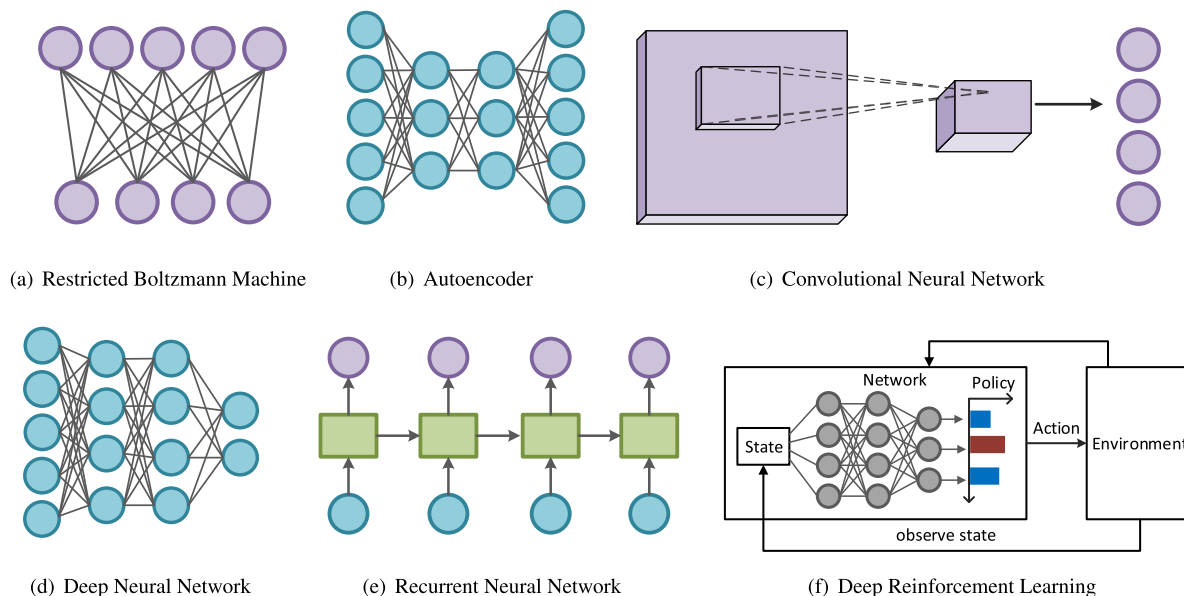 (a) Restricted Boltzmann Machine
(b) Autoencoder
(c) Convolutional Neural Network
Network
Policy
State
Action
Environment
observe state
(d) Deep Neural Network
(e) Recurrent Neural Network
(f) Deep Reinforcement Learning